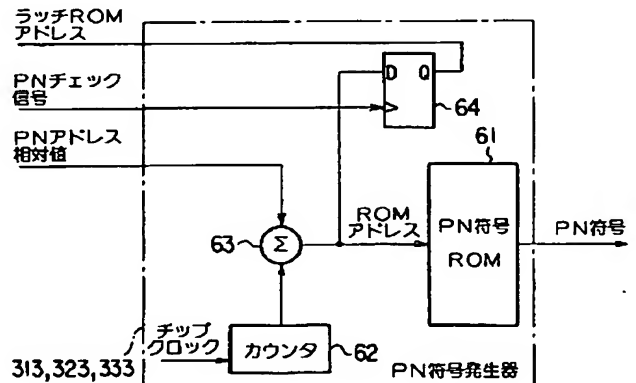 ラッチROM
アドレス
PNチェック
信号
PNアドレス
相対値
D Q
64
61
63
Σ
ROM
アドレス
PN符号
ROM
PN符号
チップ
クロック
カウンタ
62
313,323,333
PN符号発生器